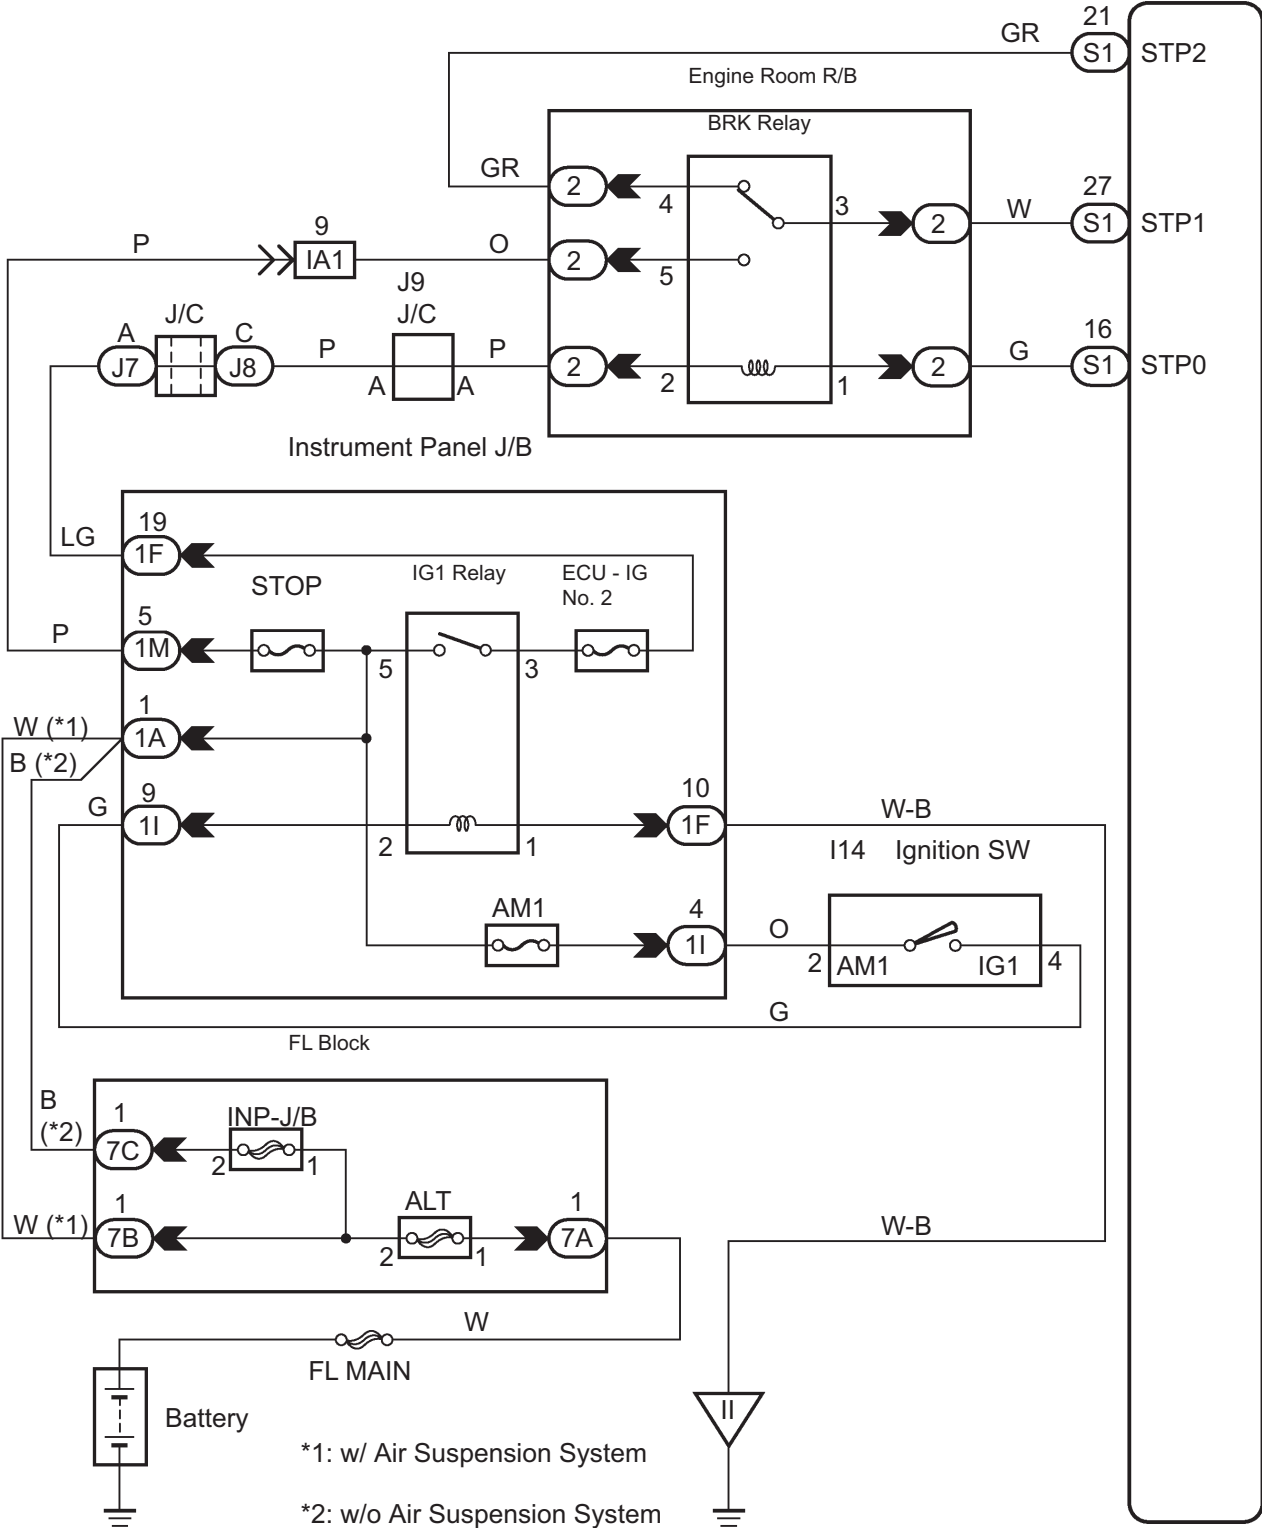 21
GR
S1
STP2
Engine Room R/B
BRK Relay
GR
2
4
3
2
W
27
S1
STP1
P
9
IA1
O
2
5
J9
J/C
J/C
A
J7
C
J8
P
A
A
P
2
2
1
2
G
16
S1
STP0
Instrument Panel J/B
LG
19
1F
STOP
IG1 Relay
ECU - IG
No. 2
P
5
1M
5
3
W (*1)
1
1A
B (*2)
G
9
1I
2
1
10
1F
W-B
I14 Ignition SW
AM1
4
1I
O
2
AM1
IG1
4
G
FL Block
B
(*2)
1
7C
INP-J/B
2
1
W (*1)
1
7B
ALT
2
1
1
7A
W-B
W
FL MAIN
Battery
II
*1: w/ Air Suspension System
*2: w/o Air Suspension System